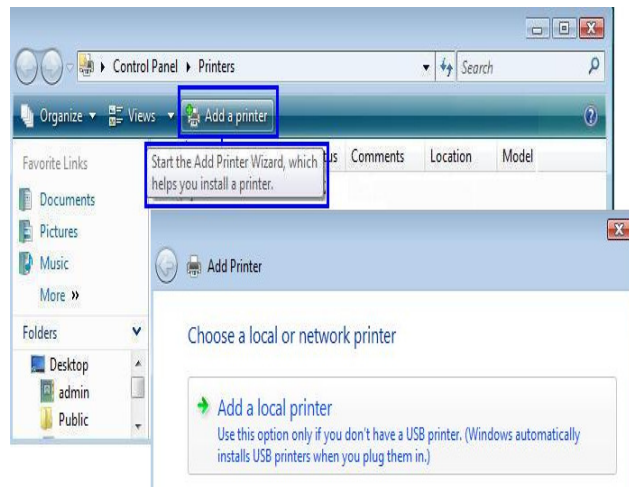 Control Panel ▸ Printers
Search
Organize
Views
Add a printer
Favorite Links
Start the Add Printer Wizard, which
helps you install a printer.
Comments
Location
Model
Documents
Pictures
Music
More »
Folders
Desktop
admin
Public
Add Printer
Choose a local or network printer
Add a local printer
Use this option only if you don't have a USB printer. (Windows automatically
installs USB printers when you plug them in.)